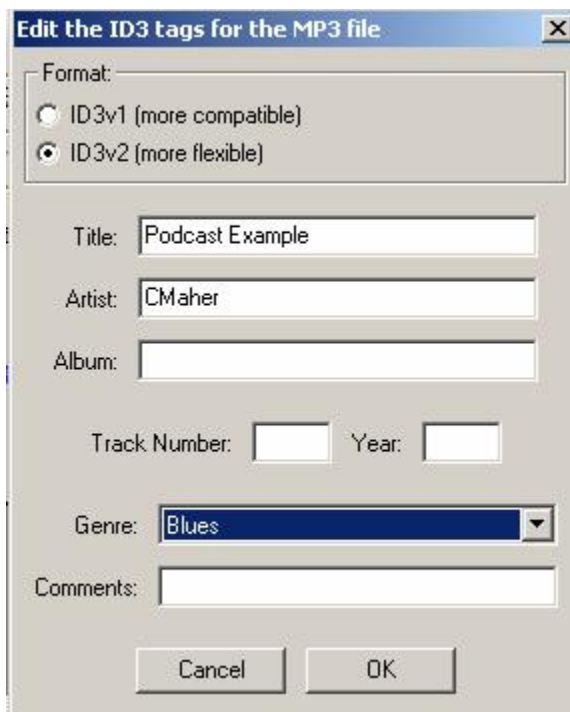 Edit the ID3 tags for the MP3 file
Format:
ID3v1 (more compatible)
ID3v2 (more flexible)
Title: Podcast Example
Artist: CMaher
Album:
Track Number: Year:
Genre: Blues
Comments:
Cancel OK